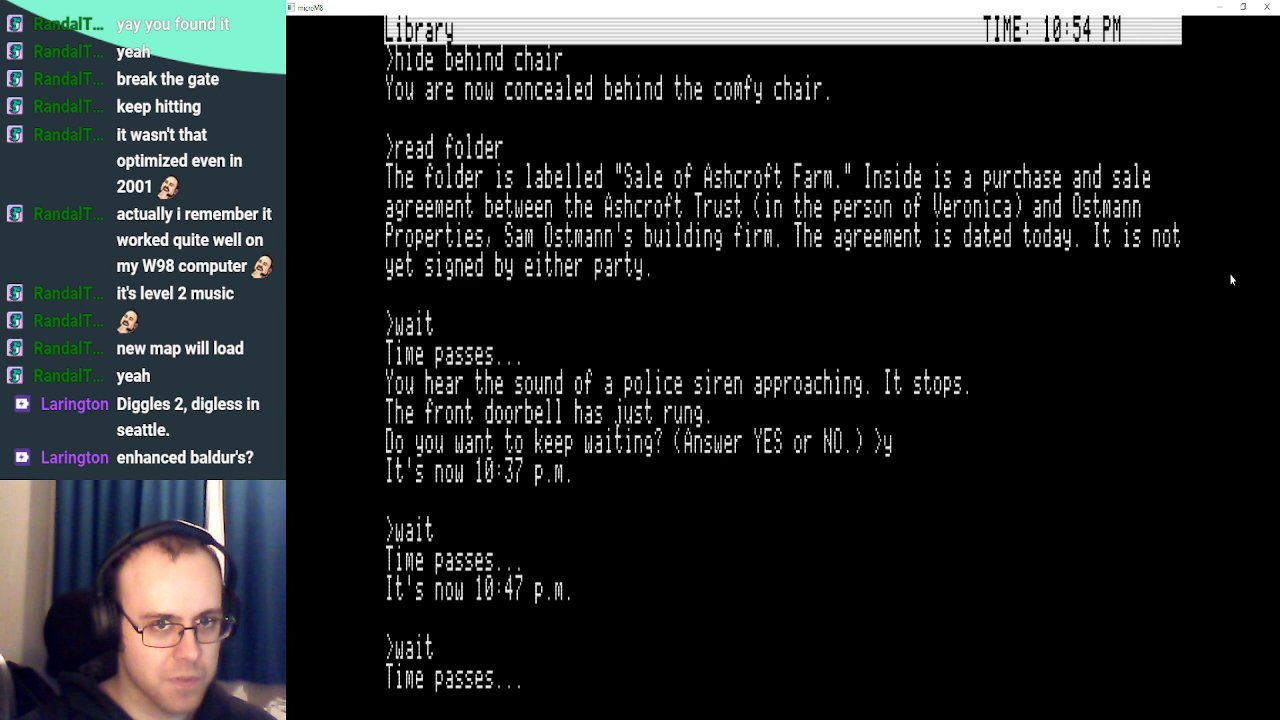 RandalT... yay you found it
RandalT... yeah
RandalT... break the gate
RandalT... keep hitting
RandalT... it wasn't that
optimized even in
2001
RandalT... actually i remember it
worked quite well on
my W98 computer
RandalT... it's level 2 music
RandalT...
RandalT... new map will load
RandalT... yeah
Larington Diggles 2, digless in
seattle.
Larington enhanced baldur's?
microM8
Library TIME: 10:54 PM
>hide behind chair
You are now concealed behind the comfy chair.
>read folder
The folder is labelled "Sale of Ashcroft Farm." Inside is a purchase and sale
agreement between the Ashcroft Trust (in the person of Veronica) and Ostmann
Properties, Sam Ostmann's building firm. The agreement is dated today. It is not
yet signed by either party.
>wait
Time passes...
You hear the sound of a police siren approaching. It stops.
The front doorbell has just rung.
Do you want to keep waiting? (Answer YES or NO.) >y
It's now 10:37 p.m.
>wait
Time passes...
It's now 10:47 p.m.
>wait
Time passes...